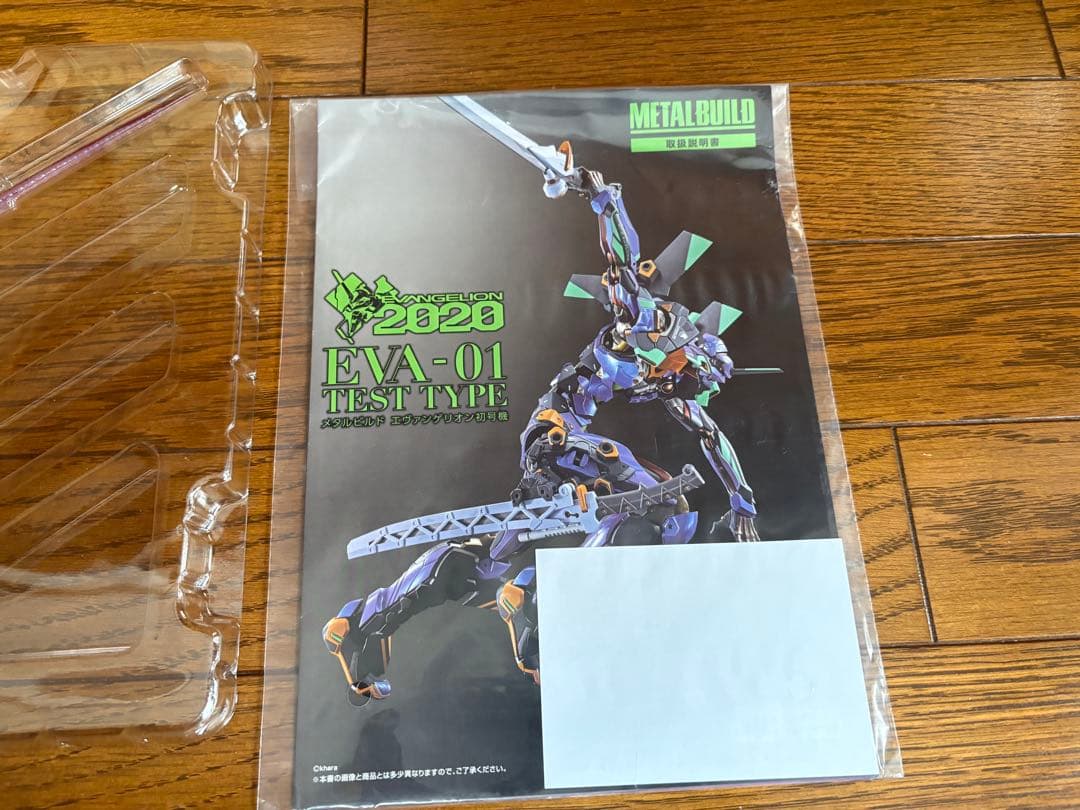 METAL BUILD
取扱説明書
EVANGELION
2020
EVA-01
TEST TYPE
メタルビルド エヴァンゲリオン初号機
©khara
※本書の画像と商品とは多少異なりますので、ご了承ください。